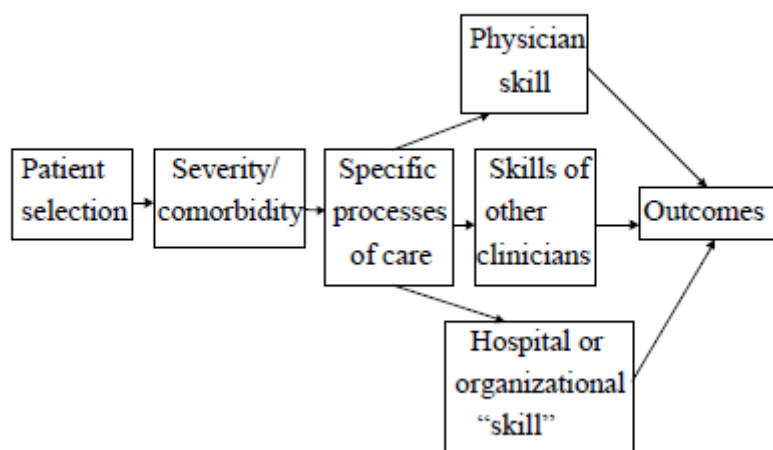 Physician
skill
Patient
selection
Severity/
comorbidity
Specific
processes
of care
Skills of
other
clinicians
Outcomes
Hospital or
organizational
“skill”